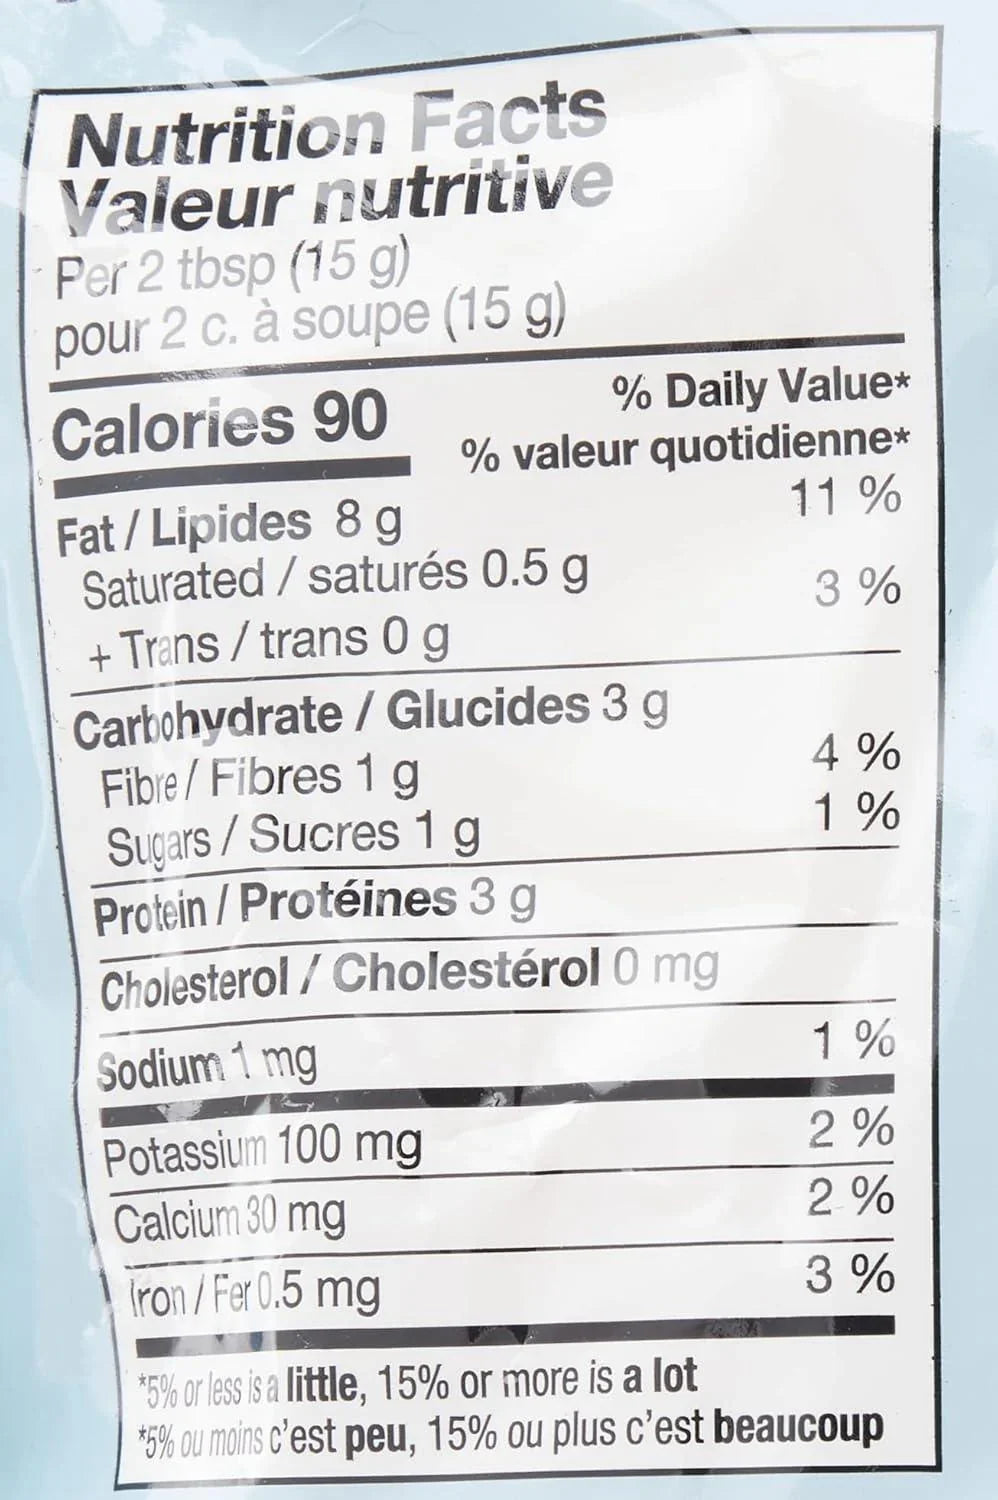 Nutrition Facts
Valeur nutritive
Per 2 tbsp (15 g)
pour 2 c. à soupe (15 g)
Calories 90
% Daily Value*
% valeur quotidienne*
Fat / Lipides 8 g 11 %
Saturated / saturés 0.5 g
+ Trans / trans 0 g 3 %
Carbohydrate / Glucides 3 g
Fibre / Fibres 1 g 4 %
Sugars / Sucres 1 g 1 %
Protein / Protéines 3 g
Cholesterol / Cholestérol 0 mg
Sodium 1 mg 1 %
Potassium 100 mg 2 %
Calcium 30 mg 2 %
Iron / Fer 0.5 mg 3 %
*5% or less is a little, 15% or more is a lot
*5% ou moins c'est peu, 15% ou plus c'est beaucoup